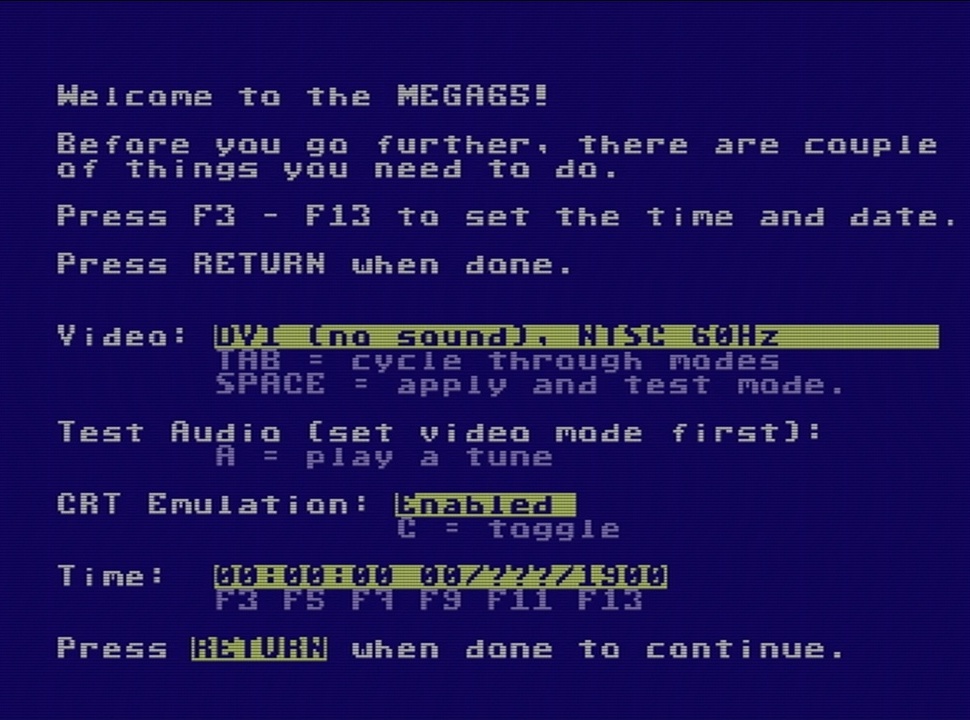 Welcome to the MEGA65!
Before you go further, there are couple
of things you need to do.
Press F3 - F13 to set the time and date.
Press RETURN when done.
Video: DVI (no sound), NTSC 60Hz
TAB = cycle through modes
SPACE = apply and test mode.
Test Audio (set video mode first):
A = play a tune
CRT Emulation: Enabled
C = toggle
Time: 00:00:00 00/???/1900
F3 F5 F7 F9 F11 F13
Press RETURN when done to continue.